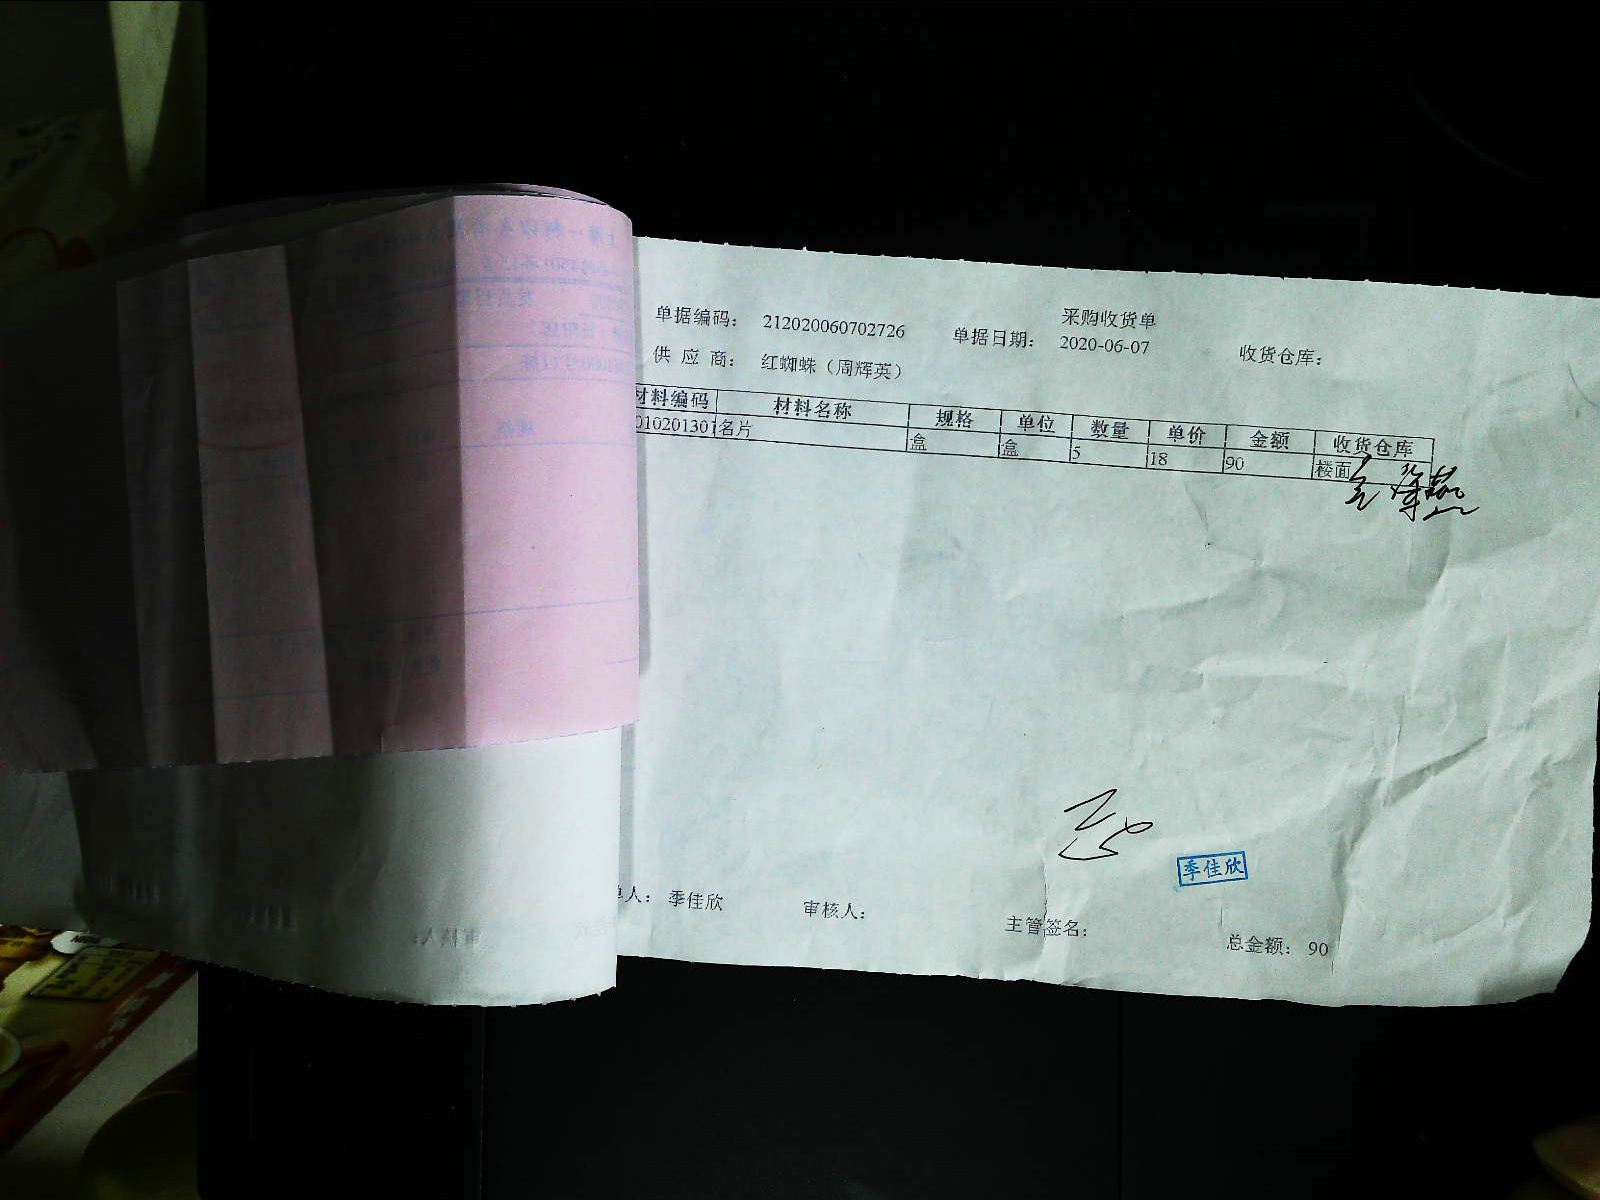 采购收货单
单据编码： 212020060702726 单据日期： 2020-06-07 收货仓库：
供 应 商： 红蜘蛛（周辉英）
材料编码 材料名称 规格 单位 数量 单价 金额 收货仓库
01020130 名片 盒 盒 5 18 90 楼面
季佳欣
单人： 季佳欣 审核人： 主管签名： 总金额： 90